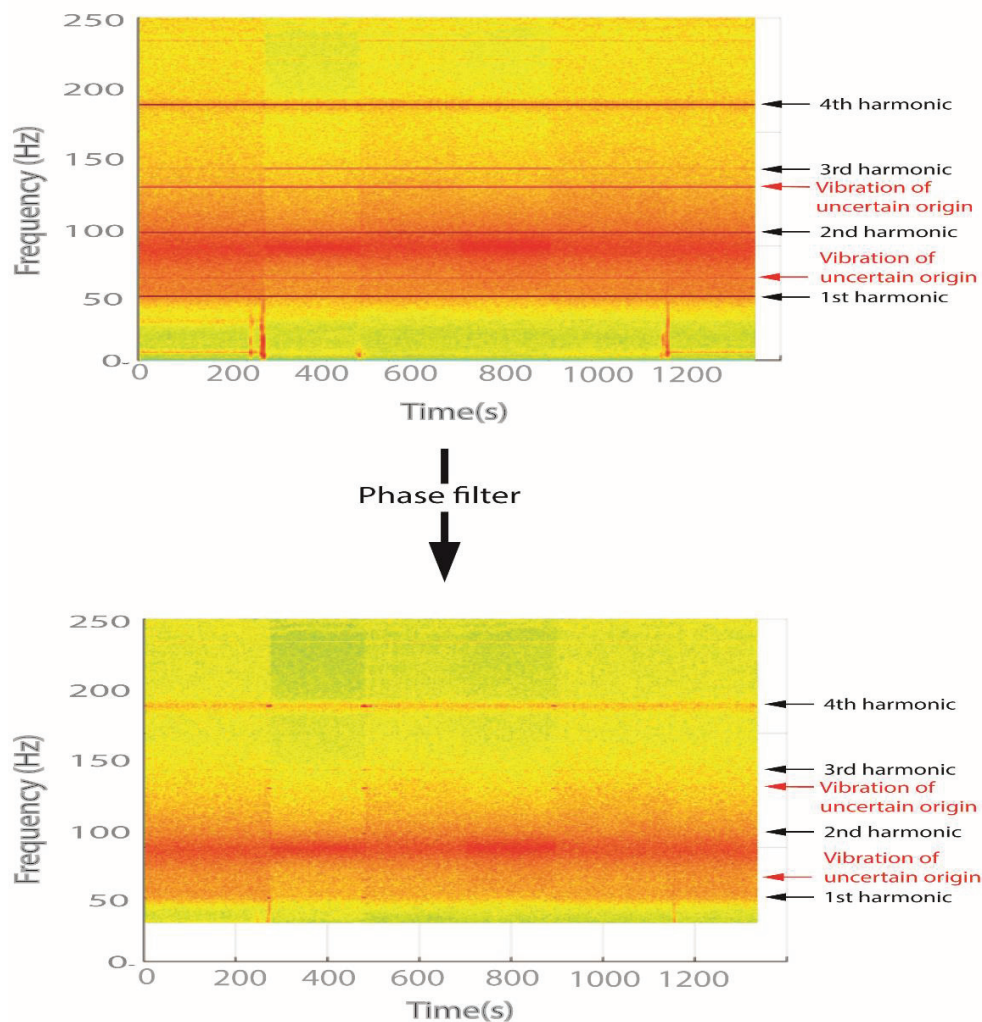 250
200
150
100
50
0
Frequency (Hz)
4th harmonic
3rd harmonic
Vibration of
uncertain origin
2nd harmonic
Vibration of
uncertain origin
1st harmonic
0 200 400 600 800 1000 1200
Time(s)
Phase filter
250
200
150
100
50
0
Frequency (Hz)
4th harmonic
3rd harmonic
Vibration of
uncertain origin
2nd harmonic
Vibration of
uncertain origin
1st harmonic
0 200 400 600 800 1000 1200
Time(s)